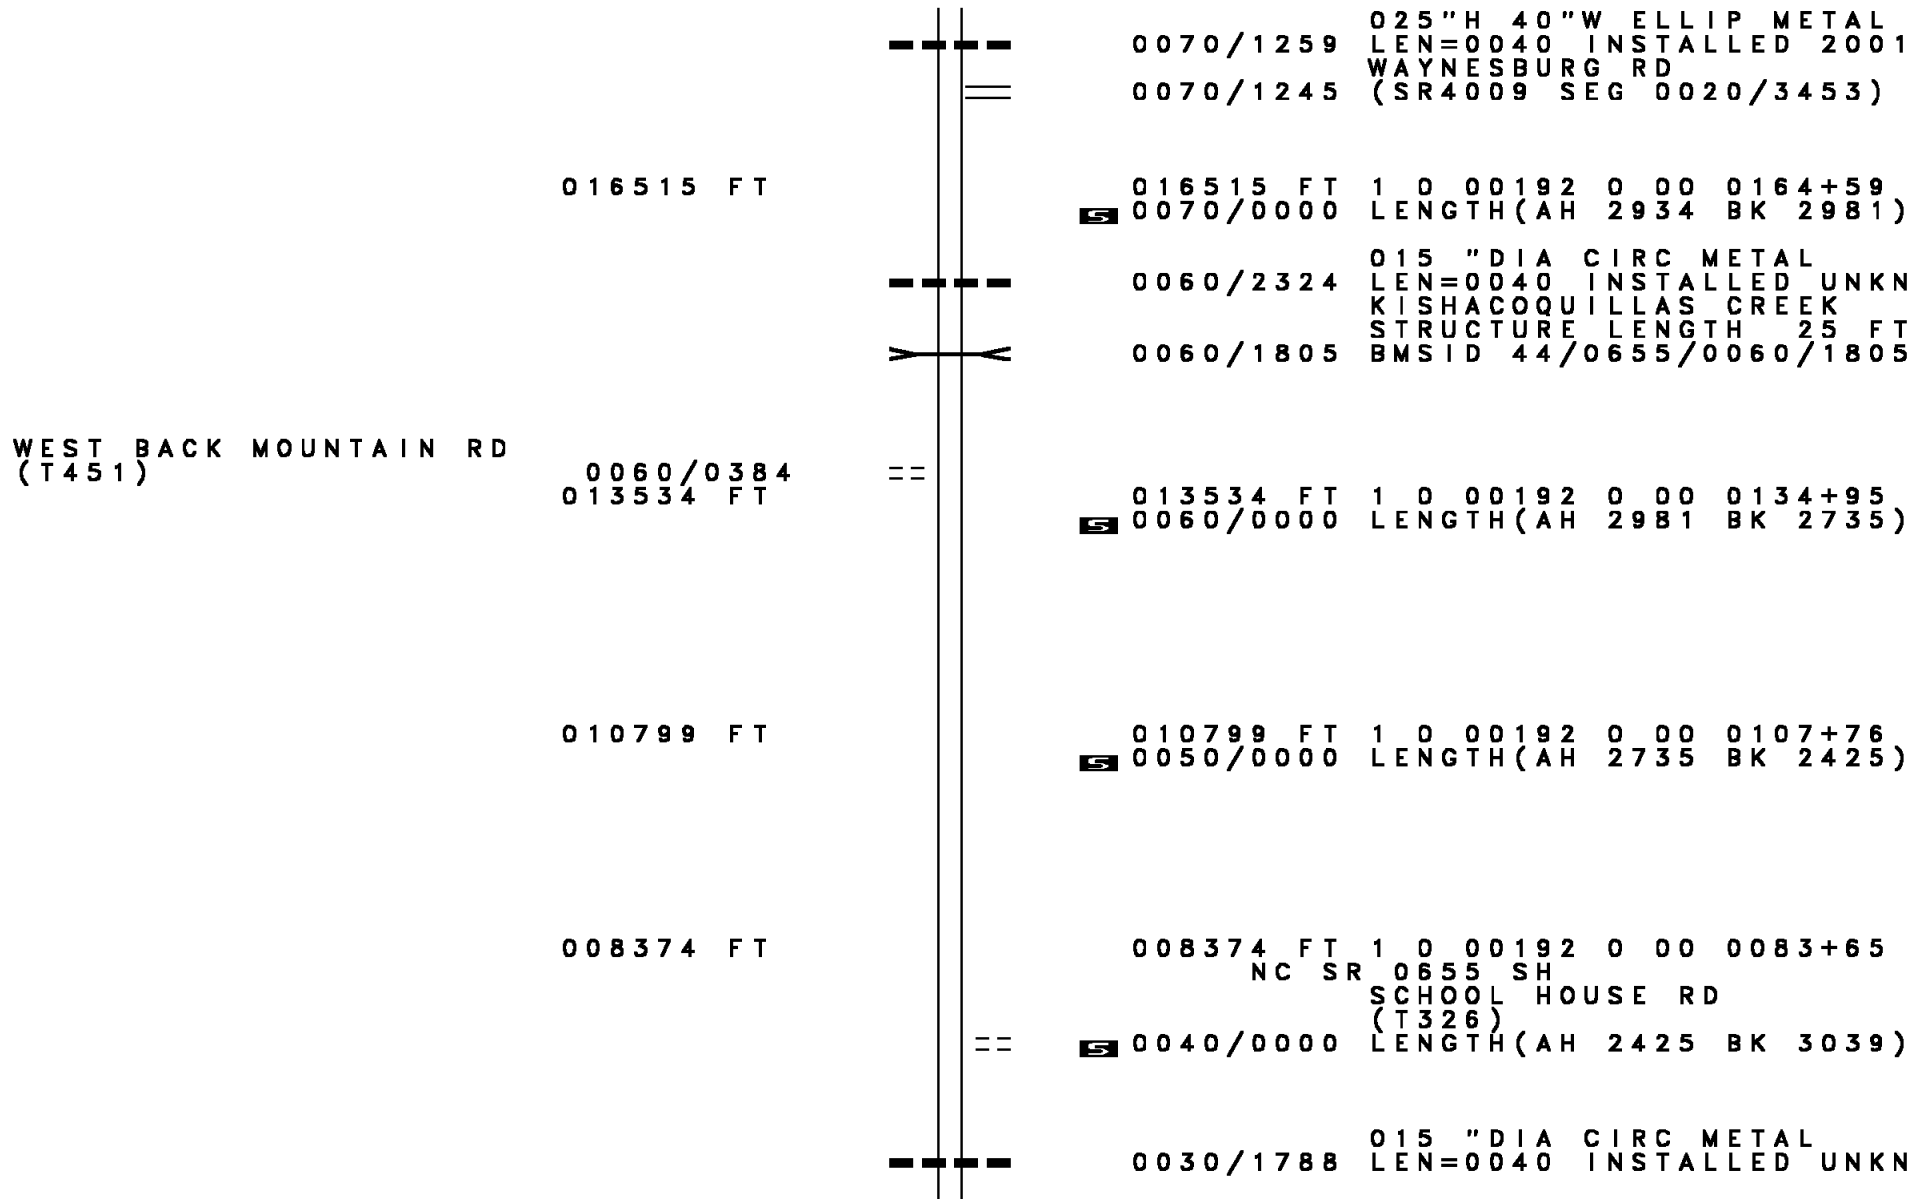 025"H 40"W ELLIP METAL
0070/1259 LEN=0040 INSTALLED 2001
WAYNESBURG RD
0070/1245 (SR4009 SEG 0020/3453)
016515 FT 016515 FT 1 0 00192 0 00 0164+59
S 0070/0000 LENGTH(AH 2934 BK 2981)
015 "DIA CIRC METAL
0060/2324 LEN=0040 INSTALLED UNKN
KISHACOQUILLAS CREEK
STRUCTURE LENGTH 25 FT
0060/1805 BMSID 44/0655/0060/1805
WEST BACK MOUNTAIN RD
(T451) 0060/0384
013534 FT 013534 FT 1 0 00192 0 00 0134+95
S 0060/0000 LENGTH(AH 2981 BK 2735)
010799 FT 010799 FT 1 0 00192 0 00 0107+76
S 0050/0000 LENGTH(AH 2735 BK 2425)
008374 FT 008374 FT 1 0 00192 0 00 0083+65
NC SR 0655 SH
SCHOOL HOUSE RD
(T326)
S 0040/0000 LENGTH(AH 2425 BK 3039)
015 "DIA CIRC METAL
0030/1788 LEN=0040 INSTALLED UNKN